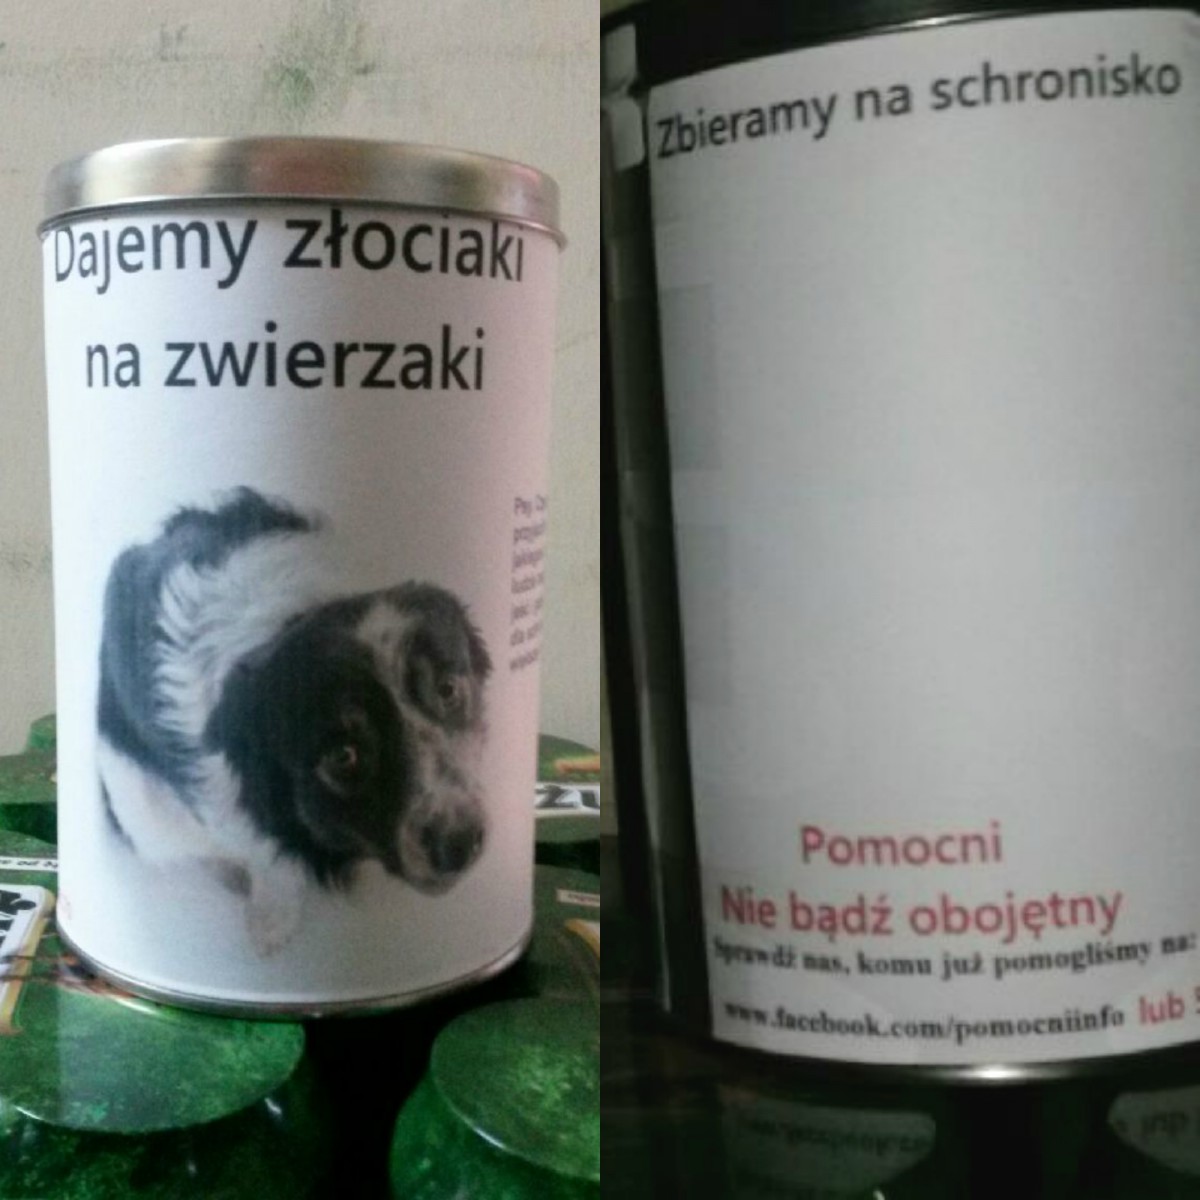 Dajemy złociaki
na zwierzaki
Psy,
Zbieramy na schronisko
Pomocni
Nie bądź obojętny
Sprawdź nas, komu już pomogliśmy na:
www.facebook.com/pomocniinfo lub